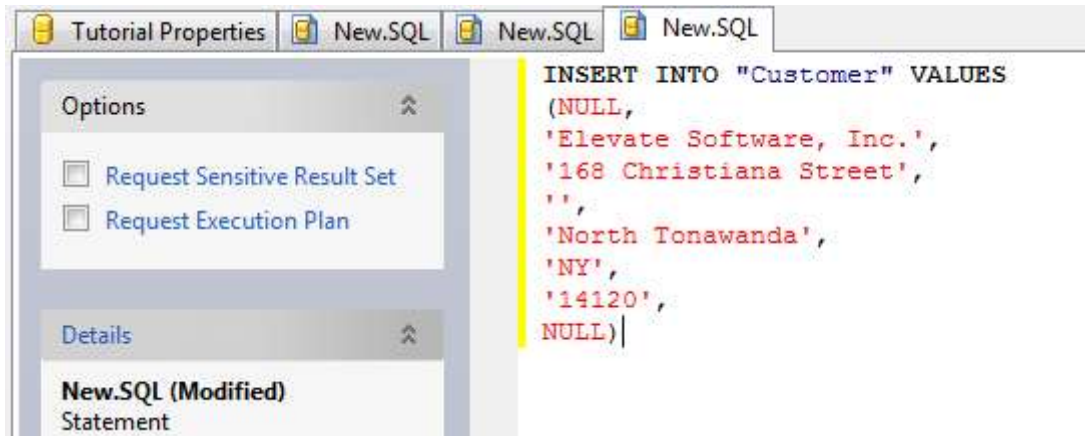 Tutorial Properties New.SQL New.SQL New.SQL
Options
Request Sensitive Result Set
Request Execution Plan
Details
New.SQL (Modified)
Statement
INSERT INTO "Customer" VALUES
(NULL,
'Elevate Software, Inc.',
'168 Christiana Street',
'',
'North Tonawanda',
'NY',
'14120',
NULL)